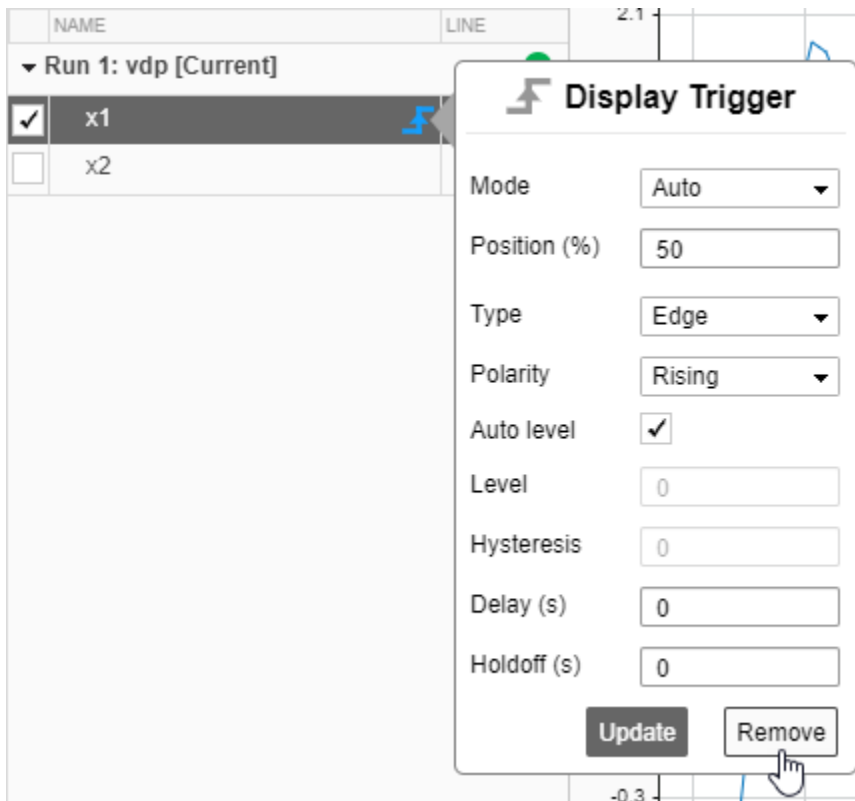 NAME LINE
2.1
Run 1: vdp [Current]
x1
x2
Display Trigger
Mode Auto
Position (%) 50
Type Edge
Polarity Rising
Auto level
Level 0
Hysteresis 0
Delay (s) 0
Holdoff (s) 0
Update Remove
-0.3